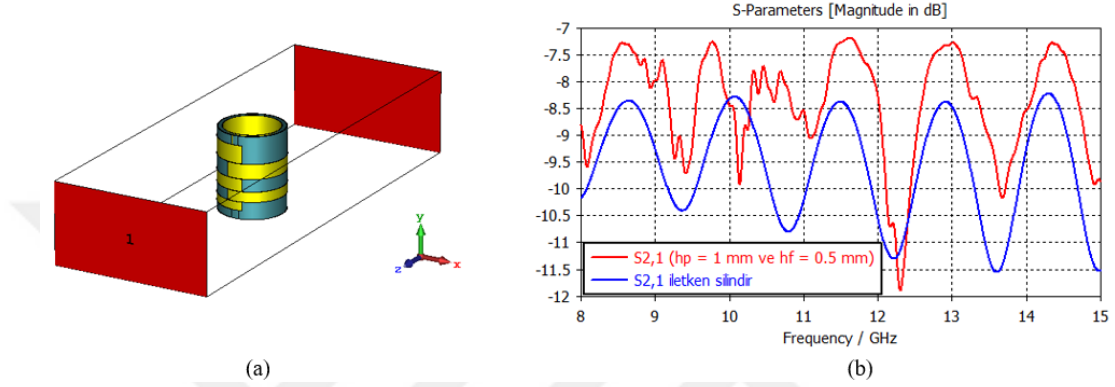 1
y
z
x
(a)
S-Parameters [Magnitude in dB]
-7
-7.5
-8
-8.5
-9
-9.5
-10
-10.5
-11
-11.5
-12
S2,1 (hp = 1 mm ve hf = 0.5 mm)
S2,1 iletken silindir
8 9 10 11 12 13 14 15
Frequency / GHz
(b)